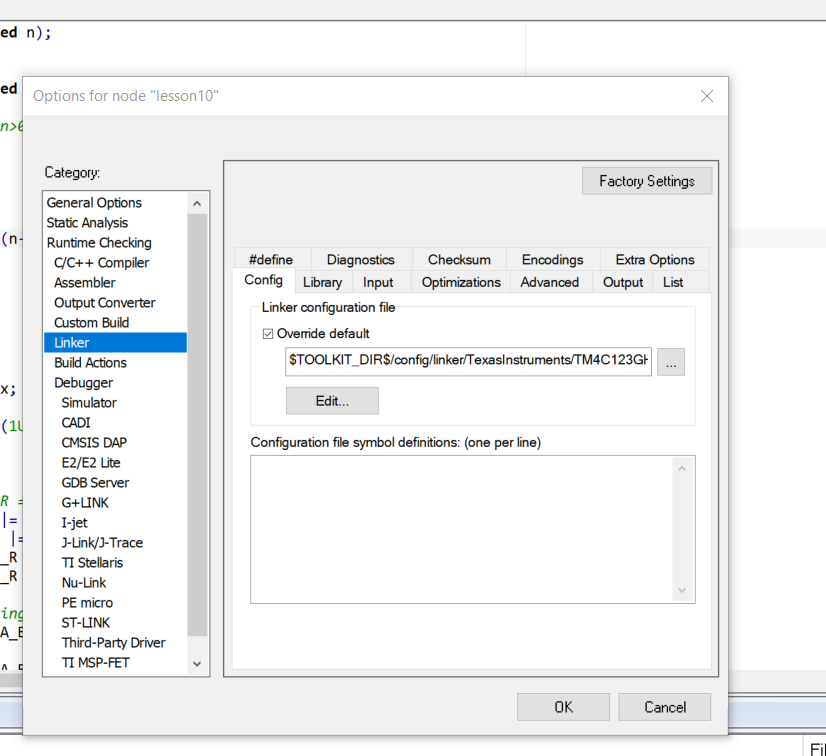 ed n);
ed
Options for node "lesson10"
n>0
Category:
Factory Settings
General Options
Static Analysis
Runtime Checking
C/C++ Compiler
Assembler
Output Converter
Custom Build
Linker
Build Actions
Debugger
Simulator
CADI
CMSIS DAP
E2/E2 Lite
GDB Server
G+LINK
I-jet
J-Link/J-Trace
TI Stellaris
Nu-Link
PE micro
ST-LINK
Third-Party Driver
TI MSP-FET
#define Diagnostics Checksum Encodings Extra Options
Config Library Input Optimizations Advanced Output List
Linker configuration file
Override default
$TOOLKIT_DIR$/config/linker/TexasInstruments/TM4C123GH
...
Edit...
Configuration file symbol definitions: (one per line)
OK Cancel
(n-
x;
(1U
R =
|=
|=
_R
_R
ing
A_
Fil